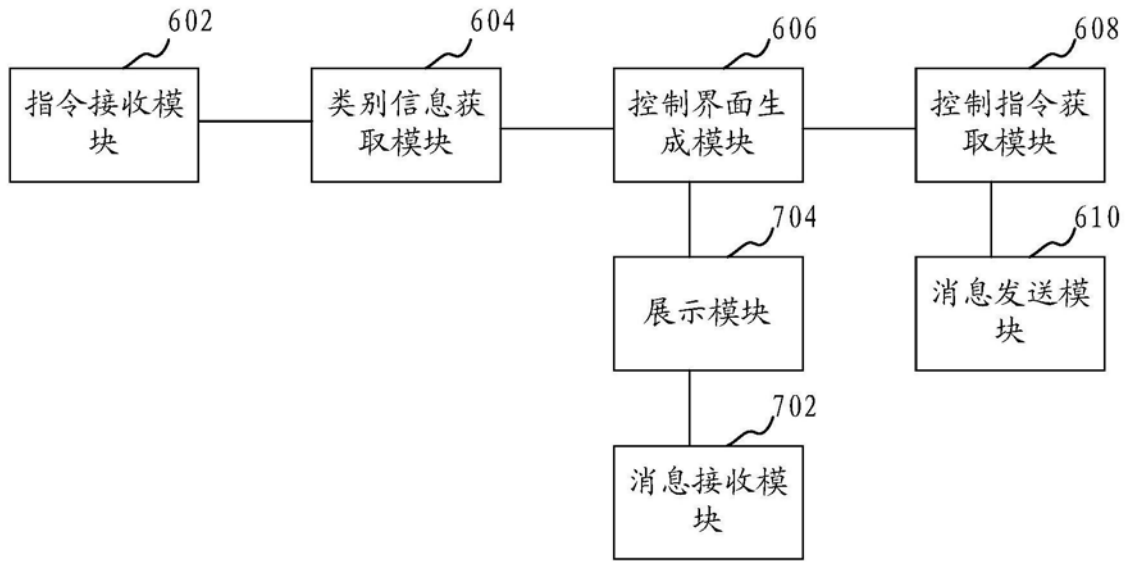 602
604
606
608
指令接收模
块
类别信息获
取模块
控制界面生
成模块
控制指令获
取模块
704
610
展示模块
消息发送模
块
702
消息接收模
块